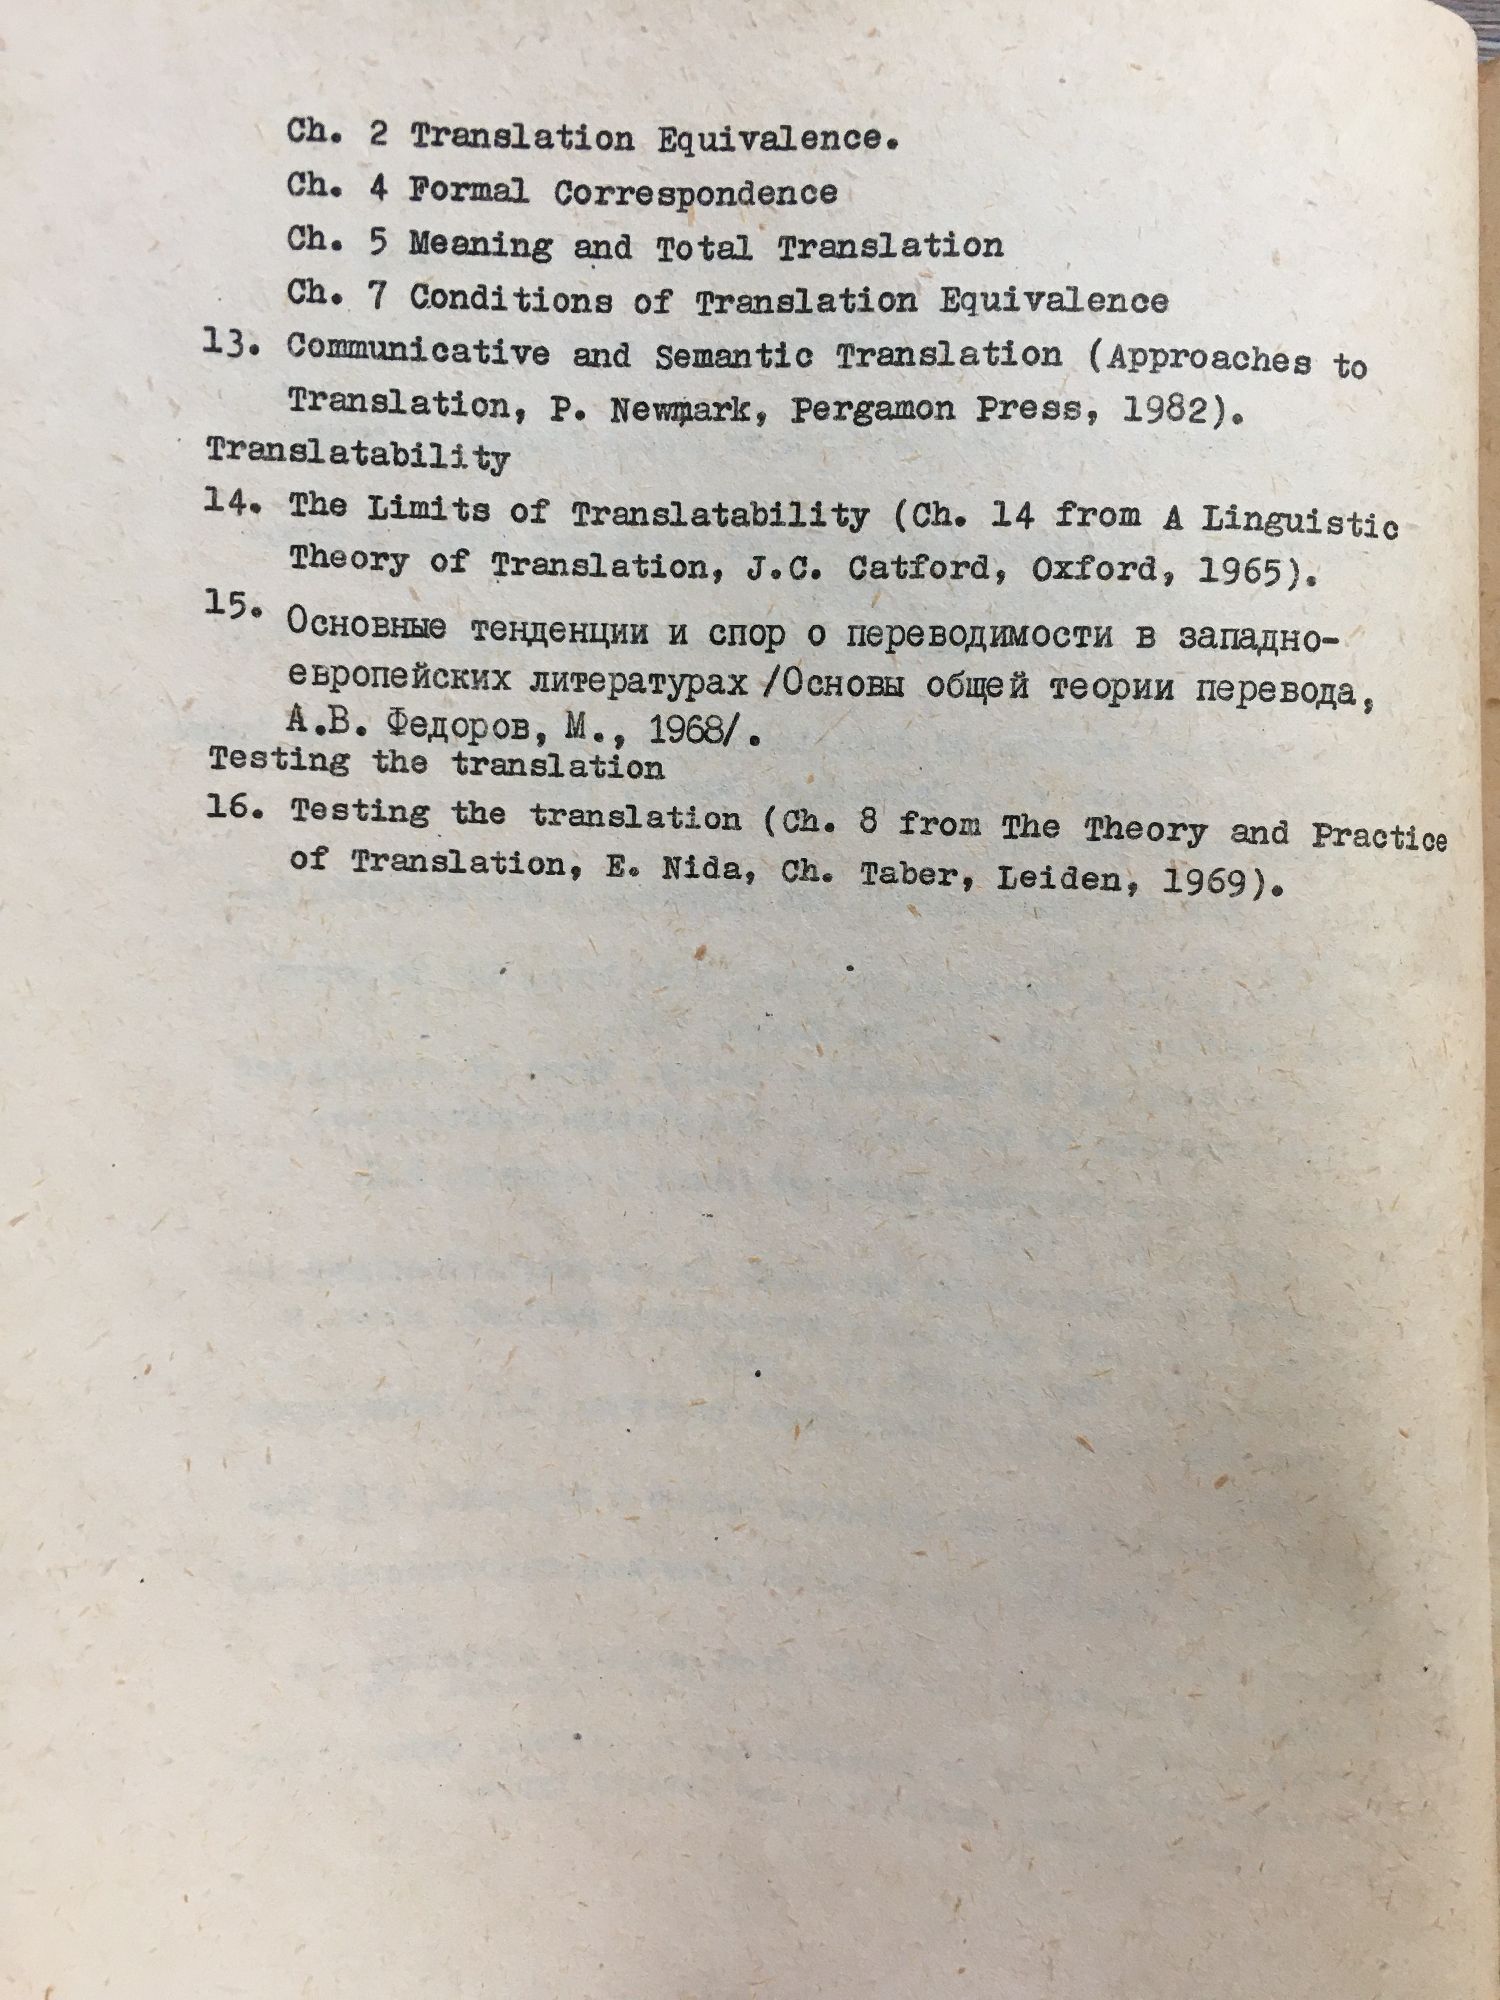 Ch. 2 Translation Equivalence.
Ch. 4 Formal Correspondence
Ch. 5 Meaning and Total Translation
Ch. 7 Conditions of Translation Equivalence
13. Communicative and Semantic Translation (Approaches to
Translation, P. Newmark, Pergamon Press, 1982).
Translatability
14. The Limits of Translatability (Ch. 14 from A Linguistic
Theory of Translation, J.C. Catford, Oxford, 1965).
15. Основные тенденции и спор о переводимости в западно-
европейских литературах /Основы общей теории перевода,
А.В. Федоров, М., 1968/.
Testing the translation
16. Testing the translation (Ch. 8 from The Theory and Practice
of Translation, E. Nida, Ch. Taber, Leiden, 1969).